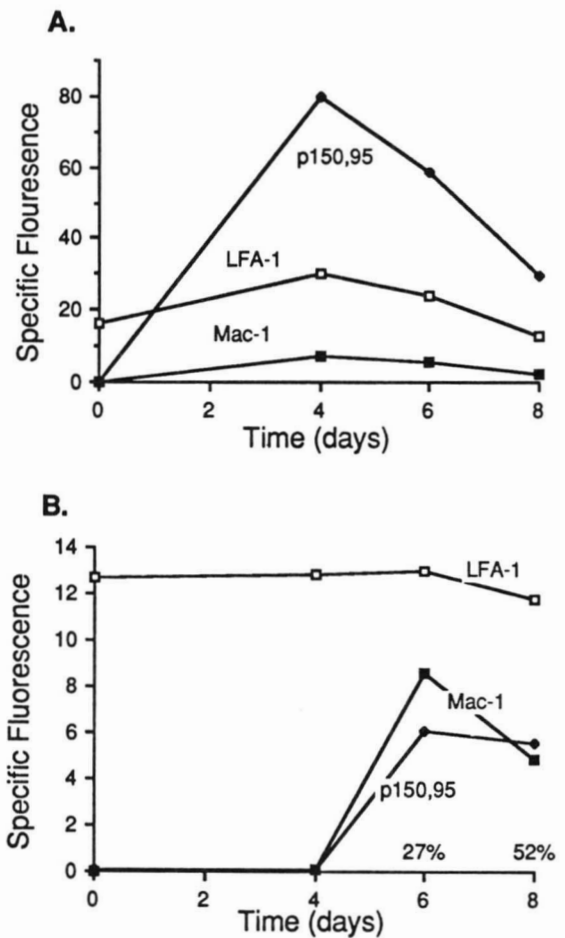 A.
Specific Flouresence
80
60
40
20
0
p150,95
LFA-1
Mac-1
0 2 4 6 8
Time (days)
B.
Specific Fluorescence
14
12
10
8
6
4
2
0
LFA-1
Mac-1
p150,95
27% 52%
0 2 4 6 8
Time (days)